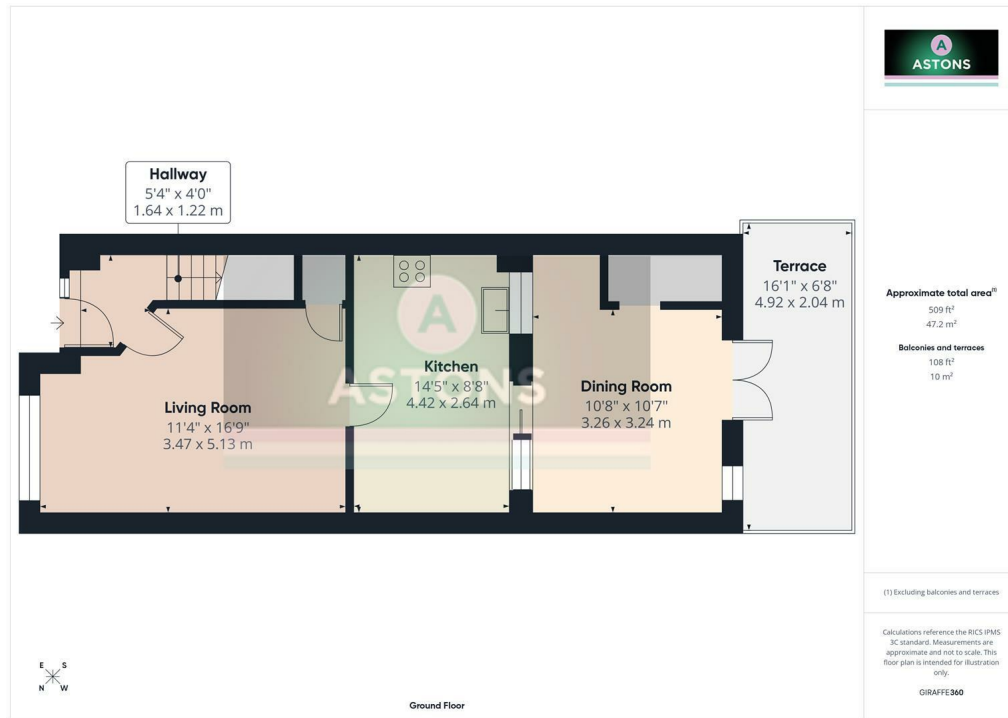 A
ASTONS
Hallway
5'4" x 4'0"
1.64 x 1.22 m
Terrace
16'1" x 6'8"
4.92 x 2.04 m
A
ASTONS
Kitchen
14'5" x 8'8"
4.42 x 2.64 m
Living Room
11'4" x 16'9"
3.47 x 5.13 m
Dining Room
10'8" x 10'7"
3.26 x 3.24 m
Approximate total area⁽¹⁾
509 ft²
47.2 m²
Balconies and terraces
108 ft²
10 m²
(1) Excluding balconies and terraces
Calculations reference the RICS IPMS
3C standard. Measurements are
approximate and not to scale. This
floor plan is intended for illustration
only.
GIRAFFE360
E S
N W
Ground Floor